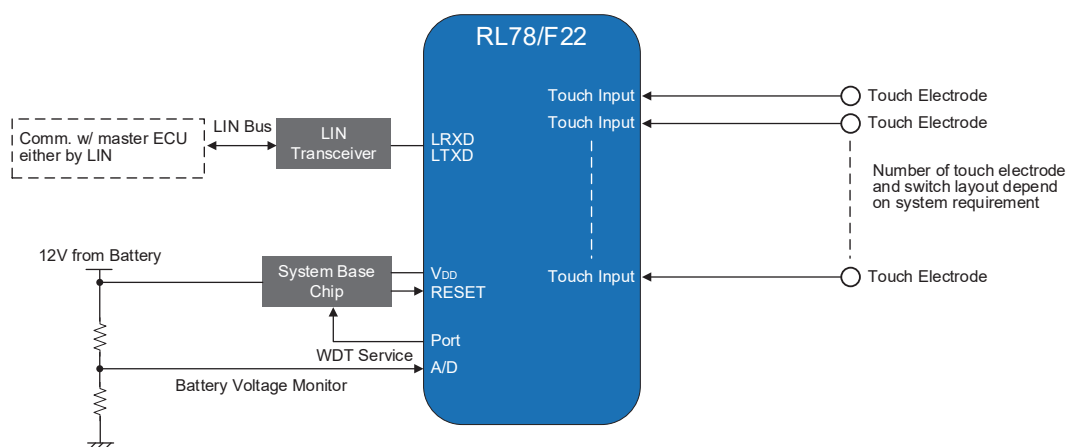 RL78/F22
Touch Input
Touch Electrode
Touch Input
Touch Electrode
LIN Bus
Comm. w/ master ECU
either by LIN
LIN
Transceiver
LRXD
LTXD
Number of touch electrode
and switch layout depend
on system requirement
12V from Battery
System Base
Chip
VDD
RESET
Touch Input
Touch Electrode
Port
WDT Service
A/D
Battery Voltage Monitor